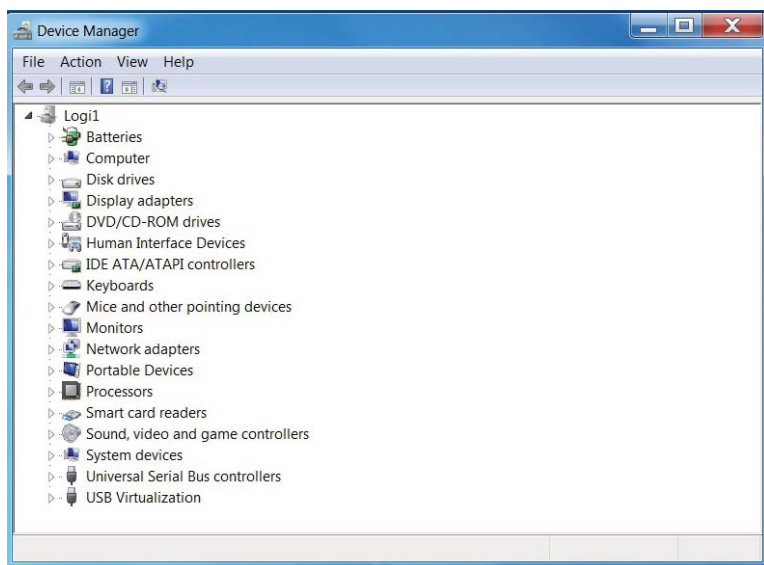 Device Manager
File Action View Help
Logi1
Batteries
Computer
Disk drives
Display adapters
DVD/CD-ROM drives
Human Interface Devices
IDE ATA/ATAPI controllers
Keyboards
Mice and other pointing devices
Monitors
Network adapters
Portable Devices
Processors
Smart card readers
Sound, video and game controllers
System devices
Universal Serial Bus controllers
USB Virtualization